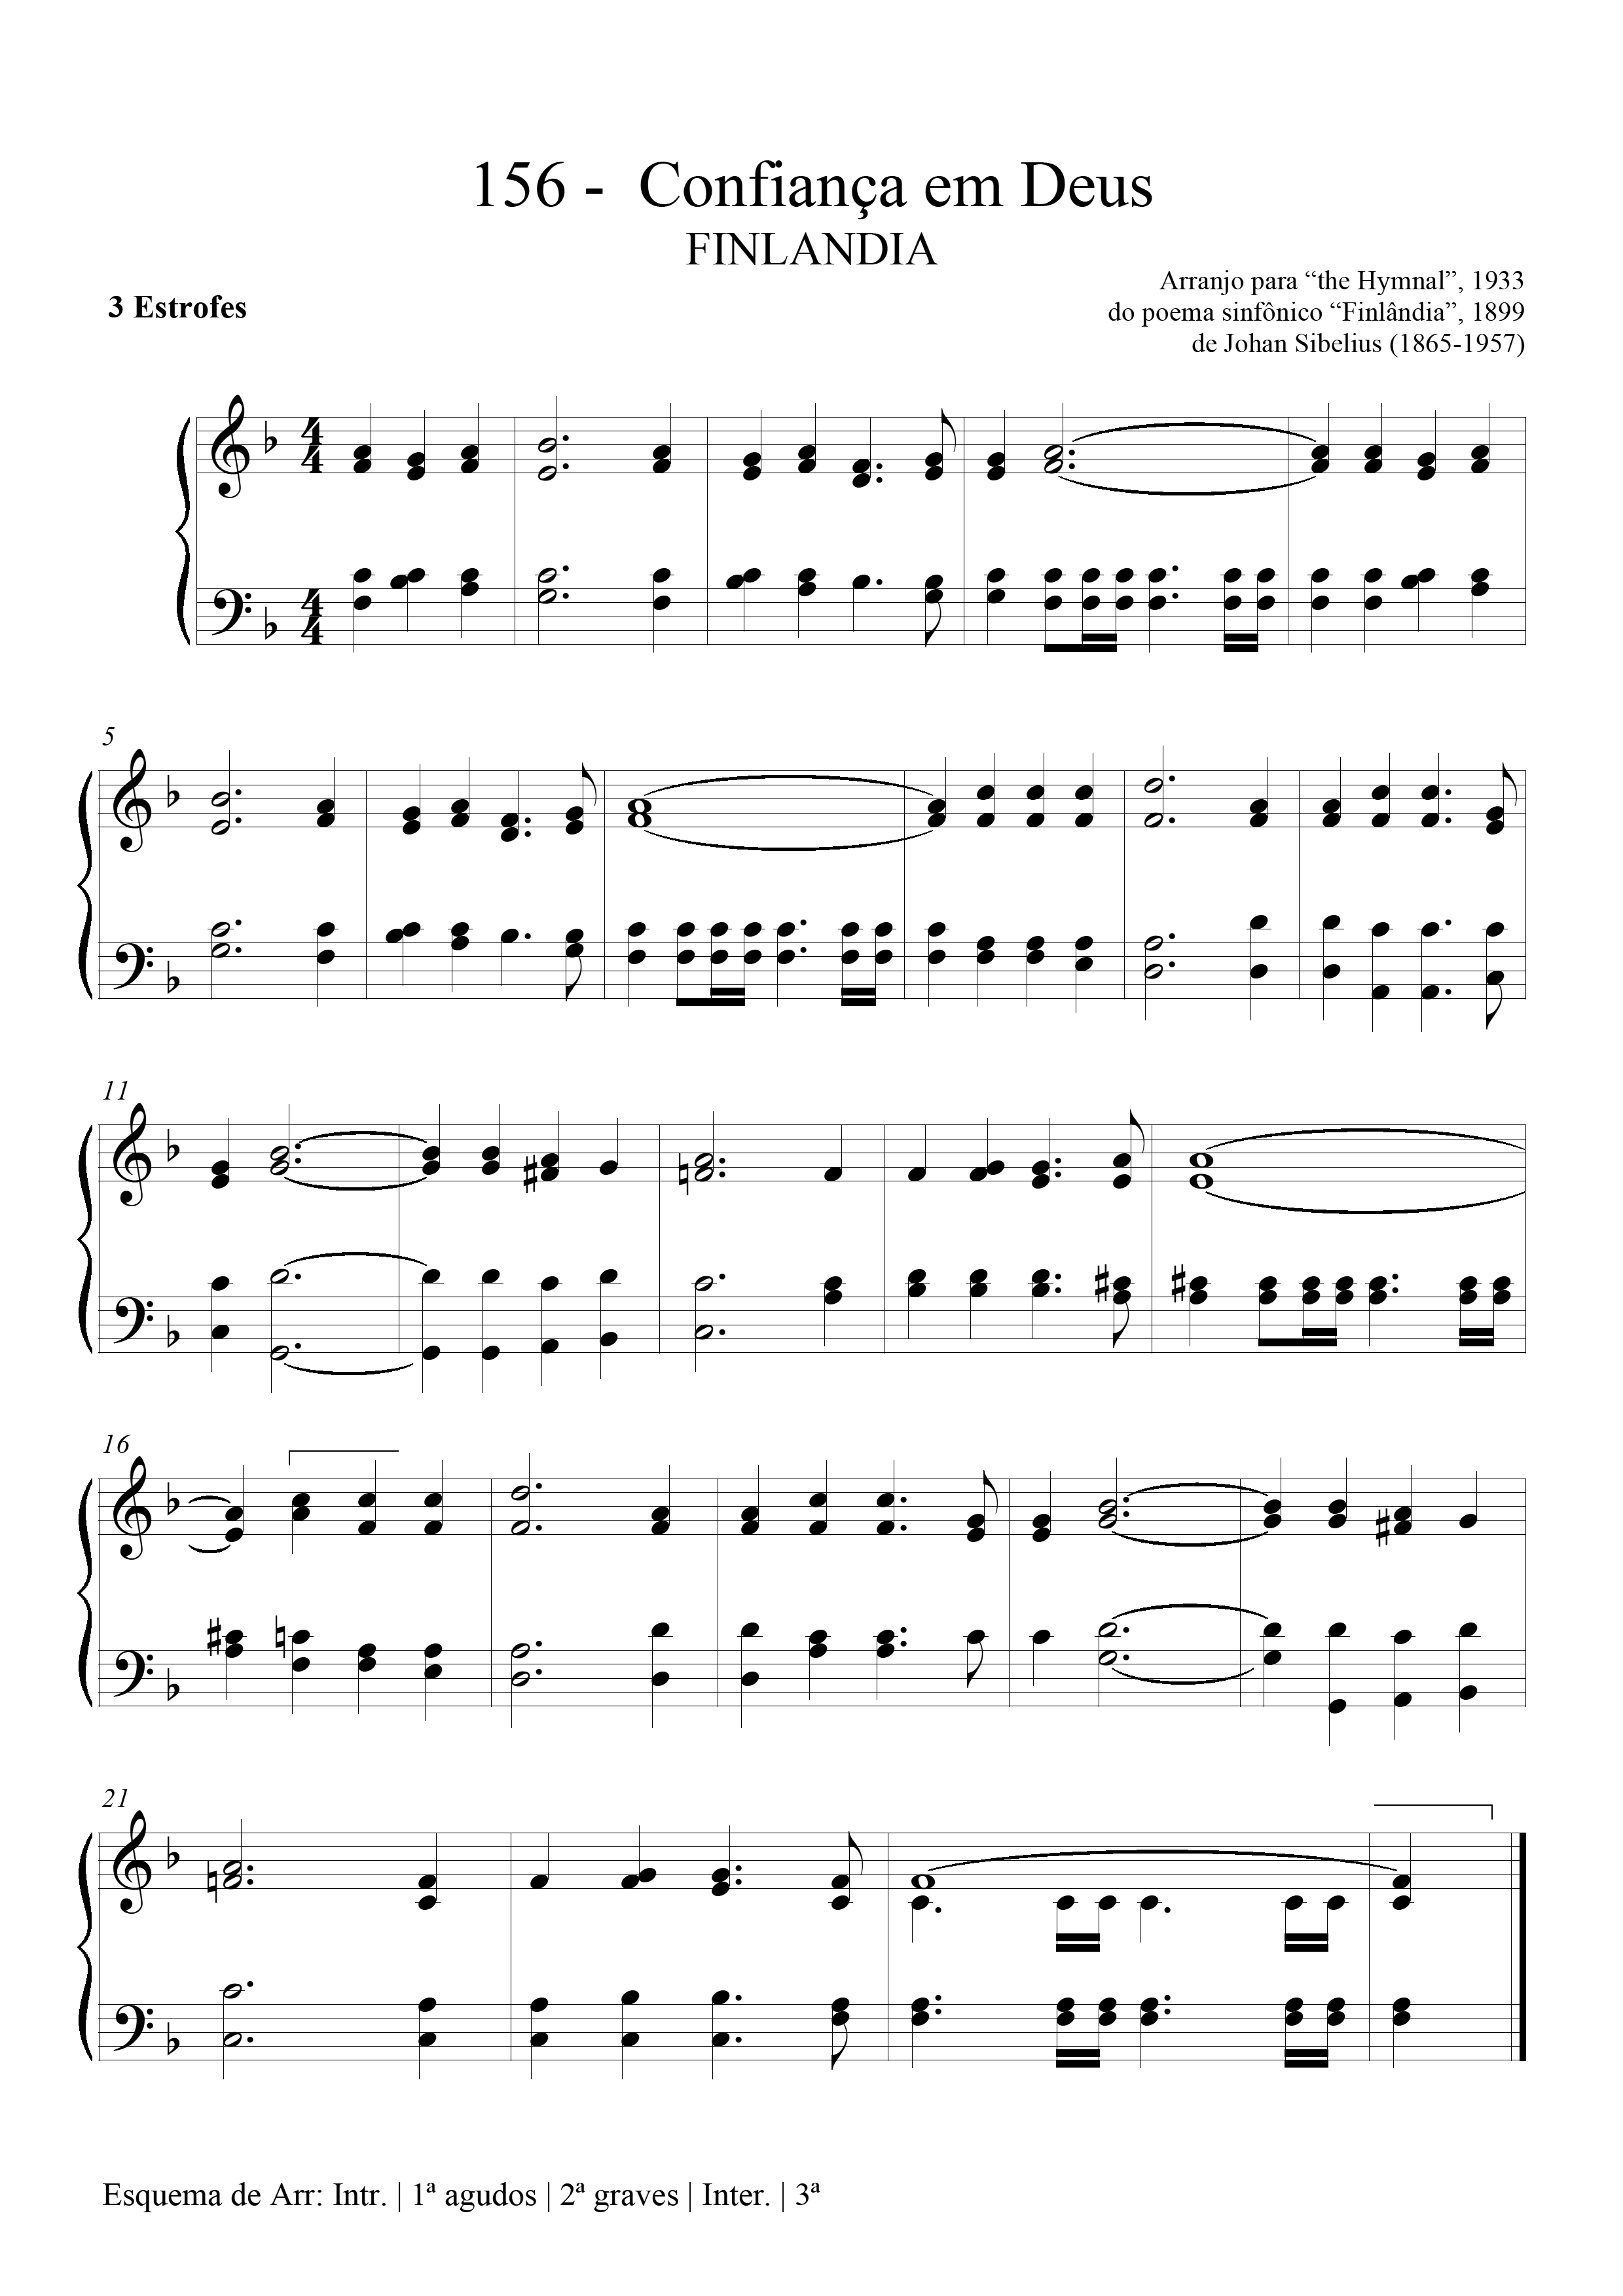 156 - Confiança em Deus
FINLANDIA
3 Estrofes
Arranjo para “the Hymnal”, 1933
do poema sinfônico “Finlândia”, 1899
de Johan Sibelius (1865-1957)
4
4
4
4
5
11
16
21
Esquema de Arr: Intr. | 1ª agudos | 2ª graves | Inter. | 3ª